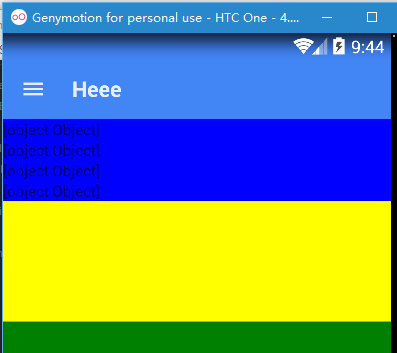 Genymotion for personal use - HTC One - 4....
9:44
Heee
[object Object]
[object Object]
[object Object]
[object Object]